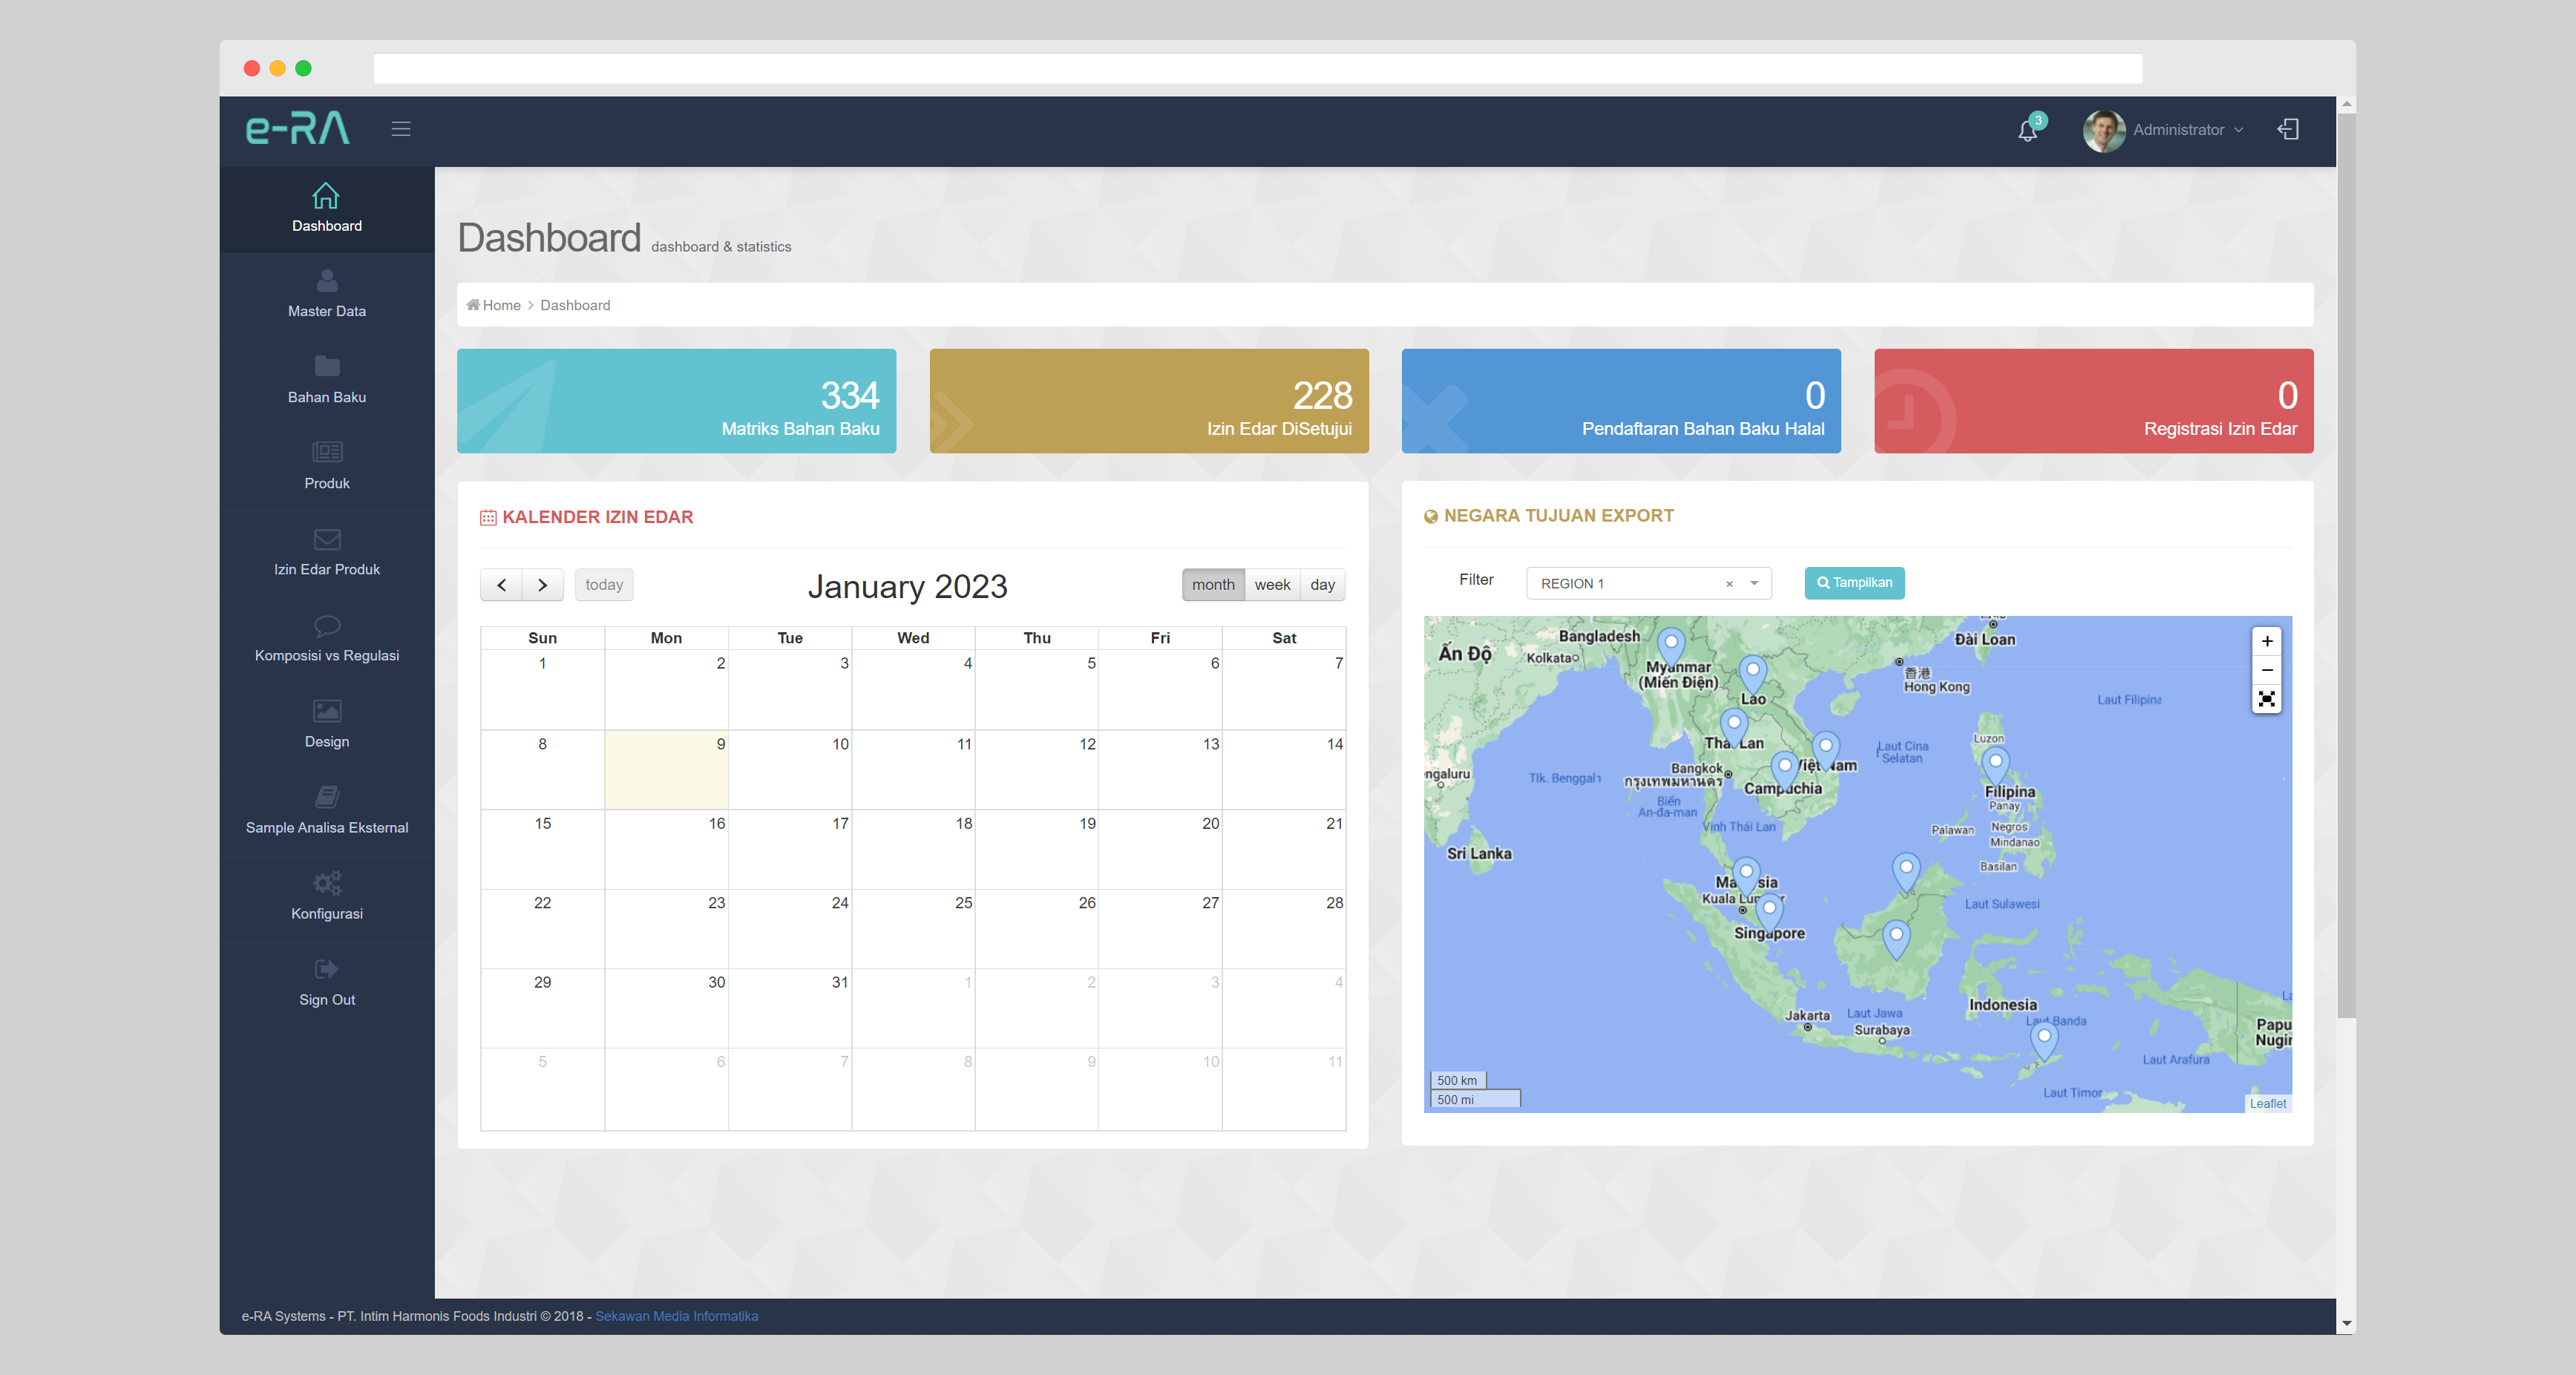 e-RA
3
Administrator
Dashboard
Master Data
Bahan Baku
Produk
Izin Edar Produk
Komposisi vs Regulasi
Design
Sample Analisa Eksternal
Konfigurasi
Sign Out
Dashboard dashboard & statistics
Home > Dashboard
334
Matriks Bahan Baku
228
Izin Edar DiSetujui
0
Pendaftaran Bahan Baku Halal
0
Registrasi Izin Edar
KALENDER IZIN EDAR
today
January 2023
month week day
Sun Mon Tue Wed Thu Fri Sat
1 2 3 4 5 6 7
8 9 10 11 12 13 14
15 16 17 18 19 20 21
22 23 24 25 26 27 28
29 30 31 1 2 3 4
5 6 7 8 9 10 11
NEGARA TUJUAN EXPORT
Filter
REGION 1
× 
Tampilkan
+
−
Bangladesh
Ấn Độ
Kolkata
Myanmar
(Miến Điện)
Lao
Đài Loan
香港
Hong Kong
Laut Filipina
Luzon
Laut Cina
Selatan
Bangkok
กรุงเทพมหานคร
Campuchia
ngaluru
Tlk. Benggala
Biển
An-đa-man
Vịnh Thái Lan
Filipina
Panay
Palawan
Negros
Mindanao
Basilan
Sri Lanka
Singapore
Laut Sulawesi
Indonesia
Jakarta
Laut Jawa
Surabaya
Laut Banda
Papu
Nugin
Laut Arafura
Laut Timor
500 km
500 mi
Leaflet
e-RA Systems - PT. Intim Harmonis Foods Industri © 2018 - Sekawan Media Informatika